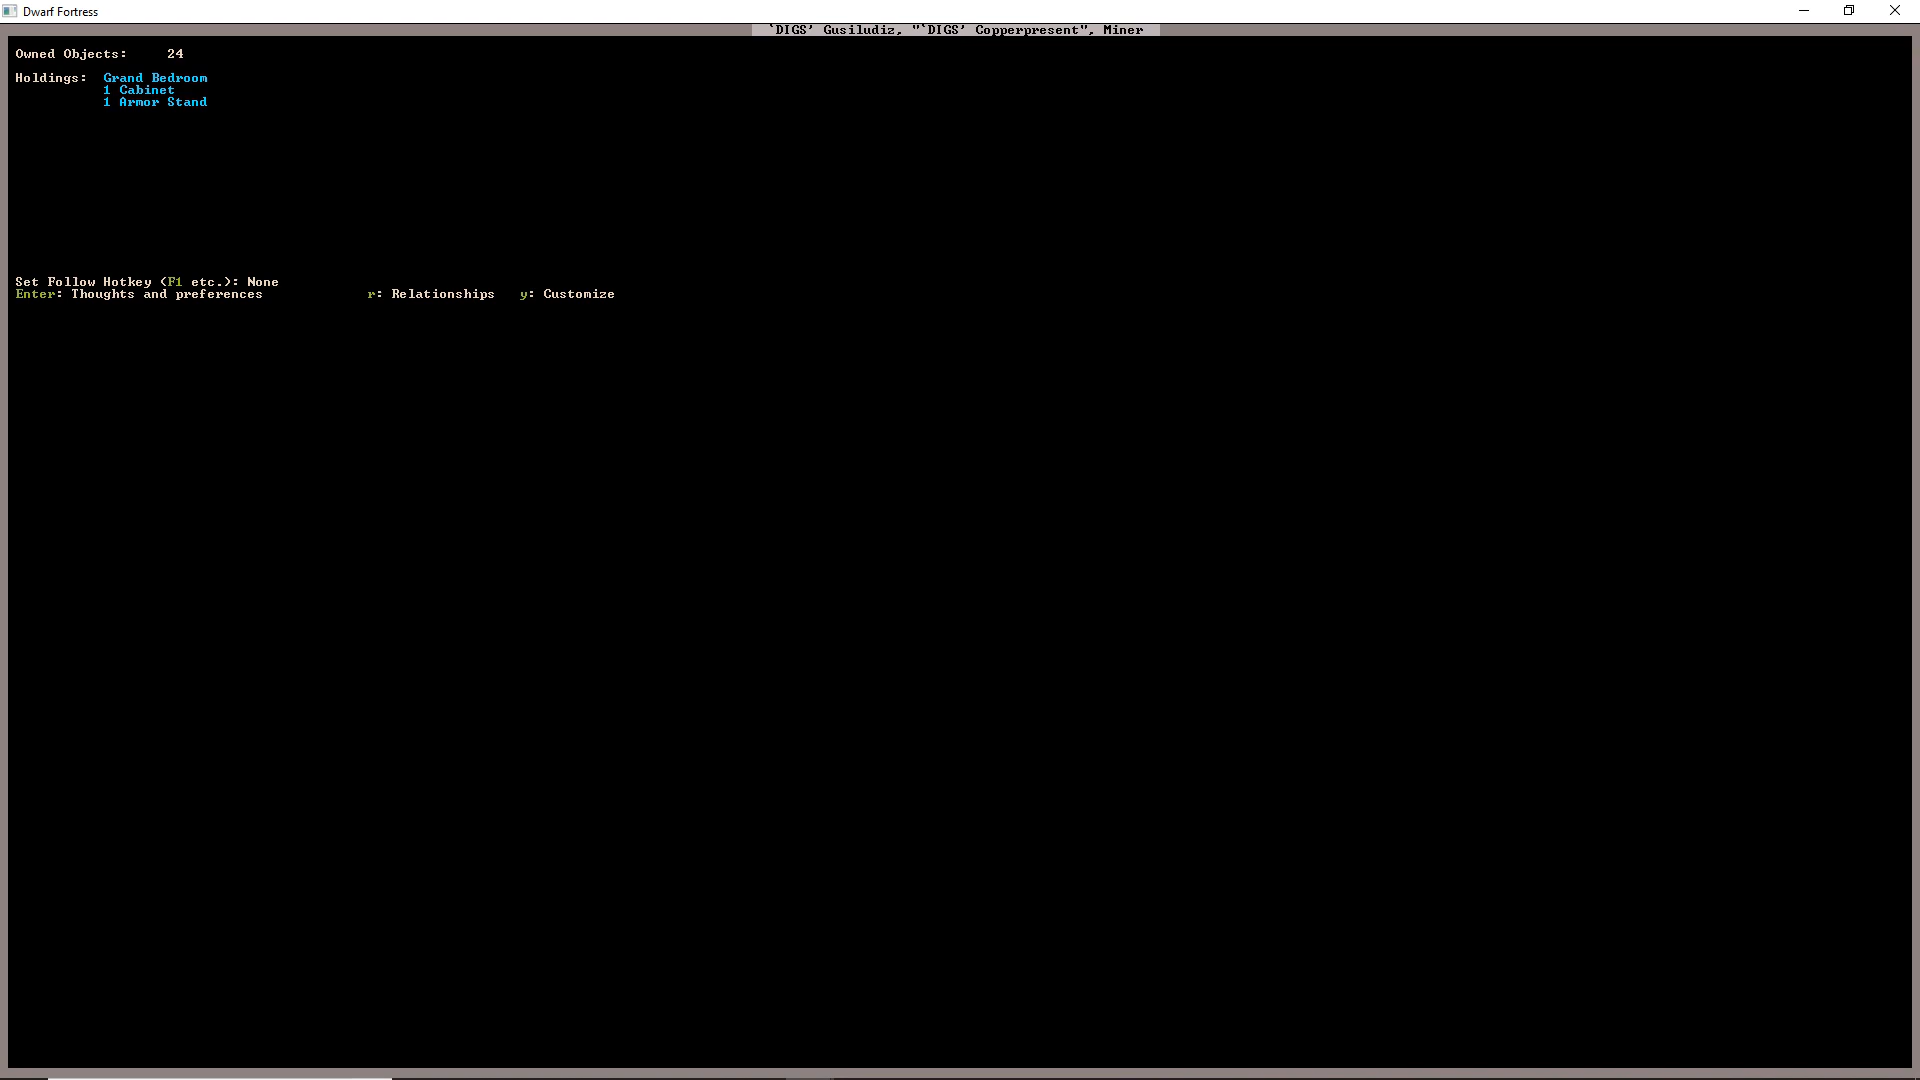 Dwarf Fortress
`DIGS' Gusiludiz, "`DIGS' Copperpresent", Miner
Owned Objects: 24
Holdings: Grand Bedroom
1 Cabinet
1 Armor Stand
Set Follow Hotkey (F1 etc.): None
Enter: Thoughts and preferences r: Relationships y: Customize